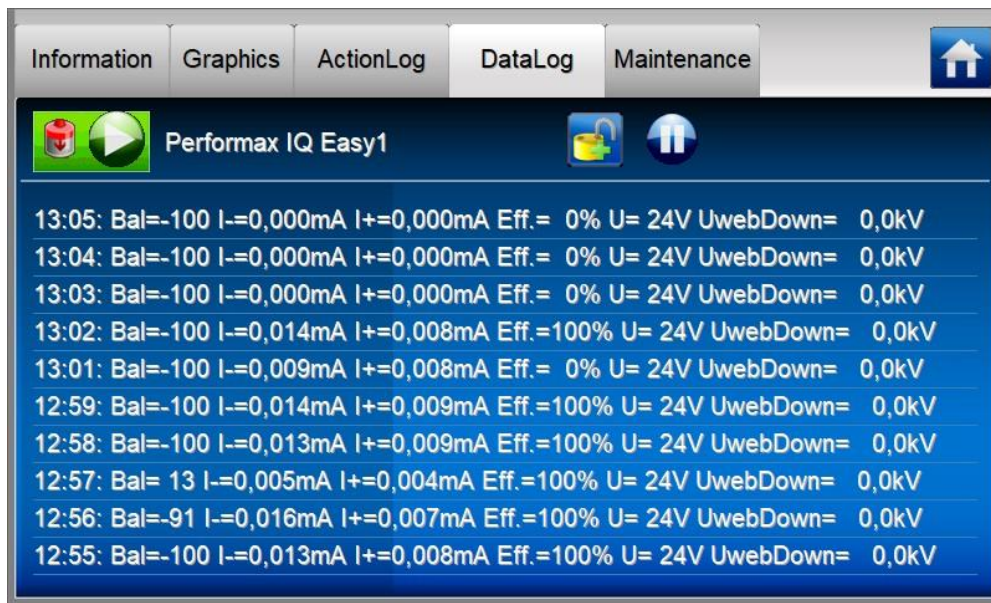 Information Graphics ActionLog DataLog Maintenance
Performax IQ Easy1
13:05: Bal=-100 I-=0,000mA I+=0,000mA Eff.= 0% U= 24V UwebDown= 0,0kV
13:04: Bal=-100 I-=0,000mA I+=0,000mA Eff.= 0% U= 24V UwebDown= 0,0kV
13:03: Bal=-100 I-=0,000mA I+=0,000mA Eff.= 0% U= 24V UwebDown= 0,0kV
13:02: Bal=-100 I-=0,014mA I+=0,008mA Eff.=100% U= 24V UwebDown= 0,0kV
13:01: Bal=-100 I-=0,009mA I+=0,008mA Eff.= 0% U= 24V UwebDown= 0,0kV
12:59: Bal=-100 I-=0,014mA I+=0,009mA Eff.=100% U= 24V UwebDown= 0,0kV
12:58: Bal=-100 I-=0,013mA I+=0,009mA Eff.=100% U= 24V UwebDown= 0,0kV
12:57: Bal= 13 I-=0,005mA I+=0,004mA Eff.=100% U= 24V UwebDown= 0,0kV
12:56: Bal=-91 I-=0,016mA I+=0,007mA Eff.=100% U= 24V UwebDown= 0,0kV
12:55: Bal=-100 I-=0,013mA I+=0,008mA Eff.=100% U= 24V UwebDown= 0,0kV